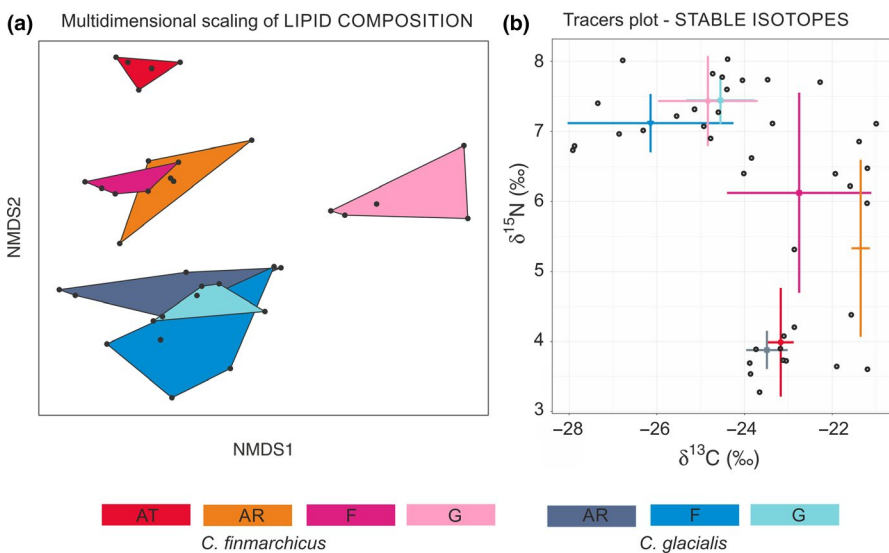 (a) Multidimensional scaling of LIPID COMPOSITION
NMDS2
NMDS1
(b) Tracers plot - STABLE ISOTOPES
δ15N (‰)
8
7
6
5
4
3
−28 −26 −24 −22
δ13C (‰)
AT AR F G AR F G
C. finmarchicus C. glacialis